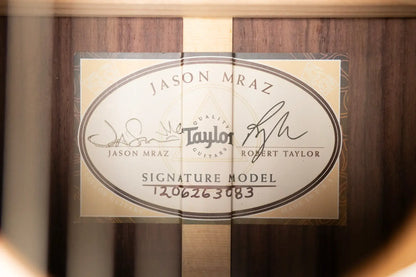 JASON MRAZ
QUALITY
Taylor
GUITARS
JASON MRAZ
ROBERT TAYLOR
SIGNATURE MODEL
1206263083